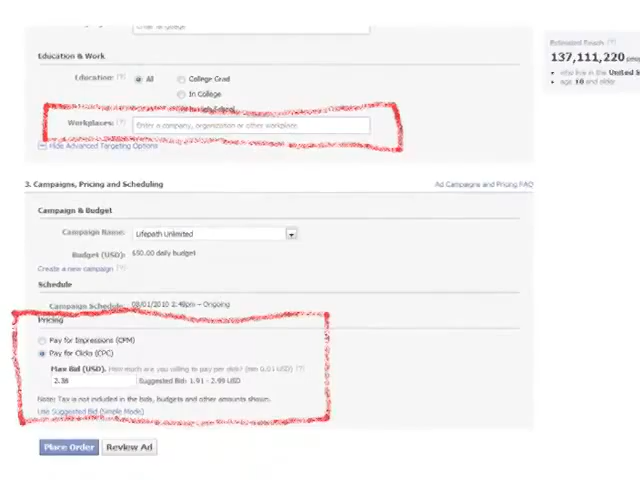 Enter language
Education & Work
Education: [?] All College Grad
In College
In High School
Workplaces: [?] Enter a company, organization or other workplace
Hide Advanced Targeting Options
Estimated Reach [?]
137,111,220
who live in the United
age 18 and older
3. Campaigns, Pricing and Scheduling
Ad Campaigns and Pricing FAQ
Campaign & Budget
Campaign Name: Lifepath Unlimited
Budget (USD): $50.00 daily budget
Create a new campaign [?]
Schedule
Campaign Schedule: 08/01/2010 2:48pm – Ongoing
Pricing
Pay for Impressions (CPM)
Pay for Clicks (CPC)
Max Bid (USD). How much are you willing to pay per click? (min 0.01 USD) [?]
2.38 Suggested Bid: 1.91 - 2.99 USD
Note: Tax is not included in the bids, budgets and other amounts shown.
Use Suggested Bid (Simple Mode)
Place Order Review Ad